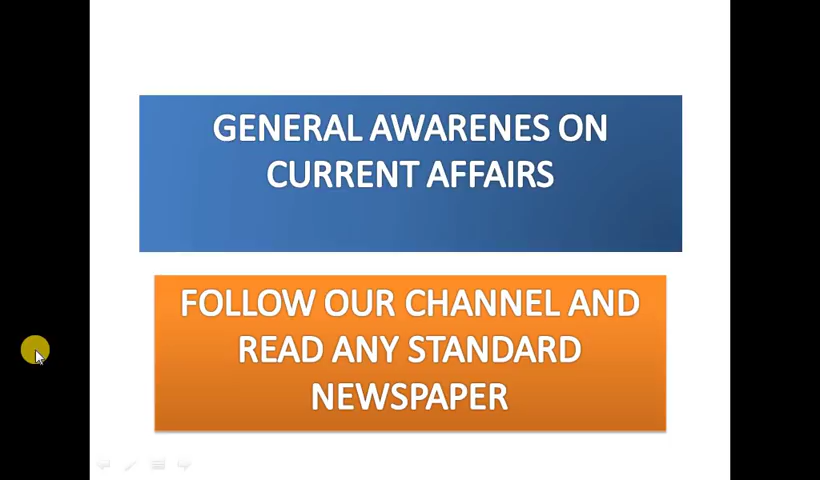 GENERAL AWARENES ON
CURRENT AFFAIRS
FOLLOW OUR CHANNEL AND
READ ANY STANDARD
NEWSPAPER